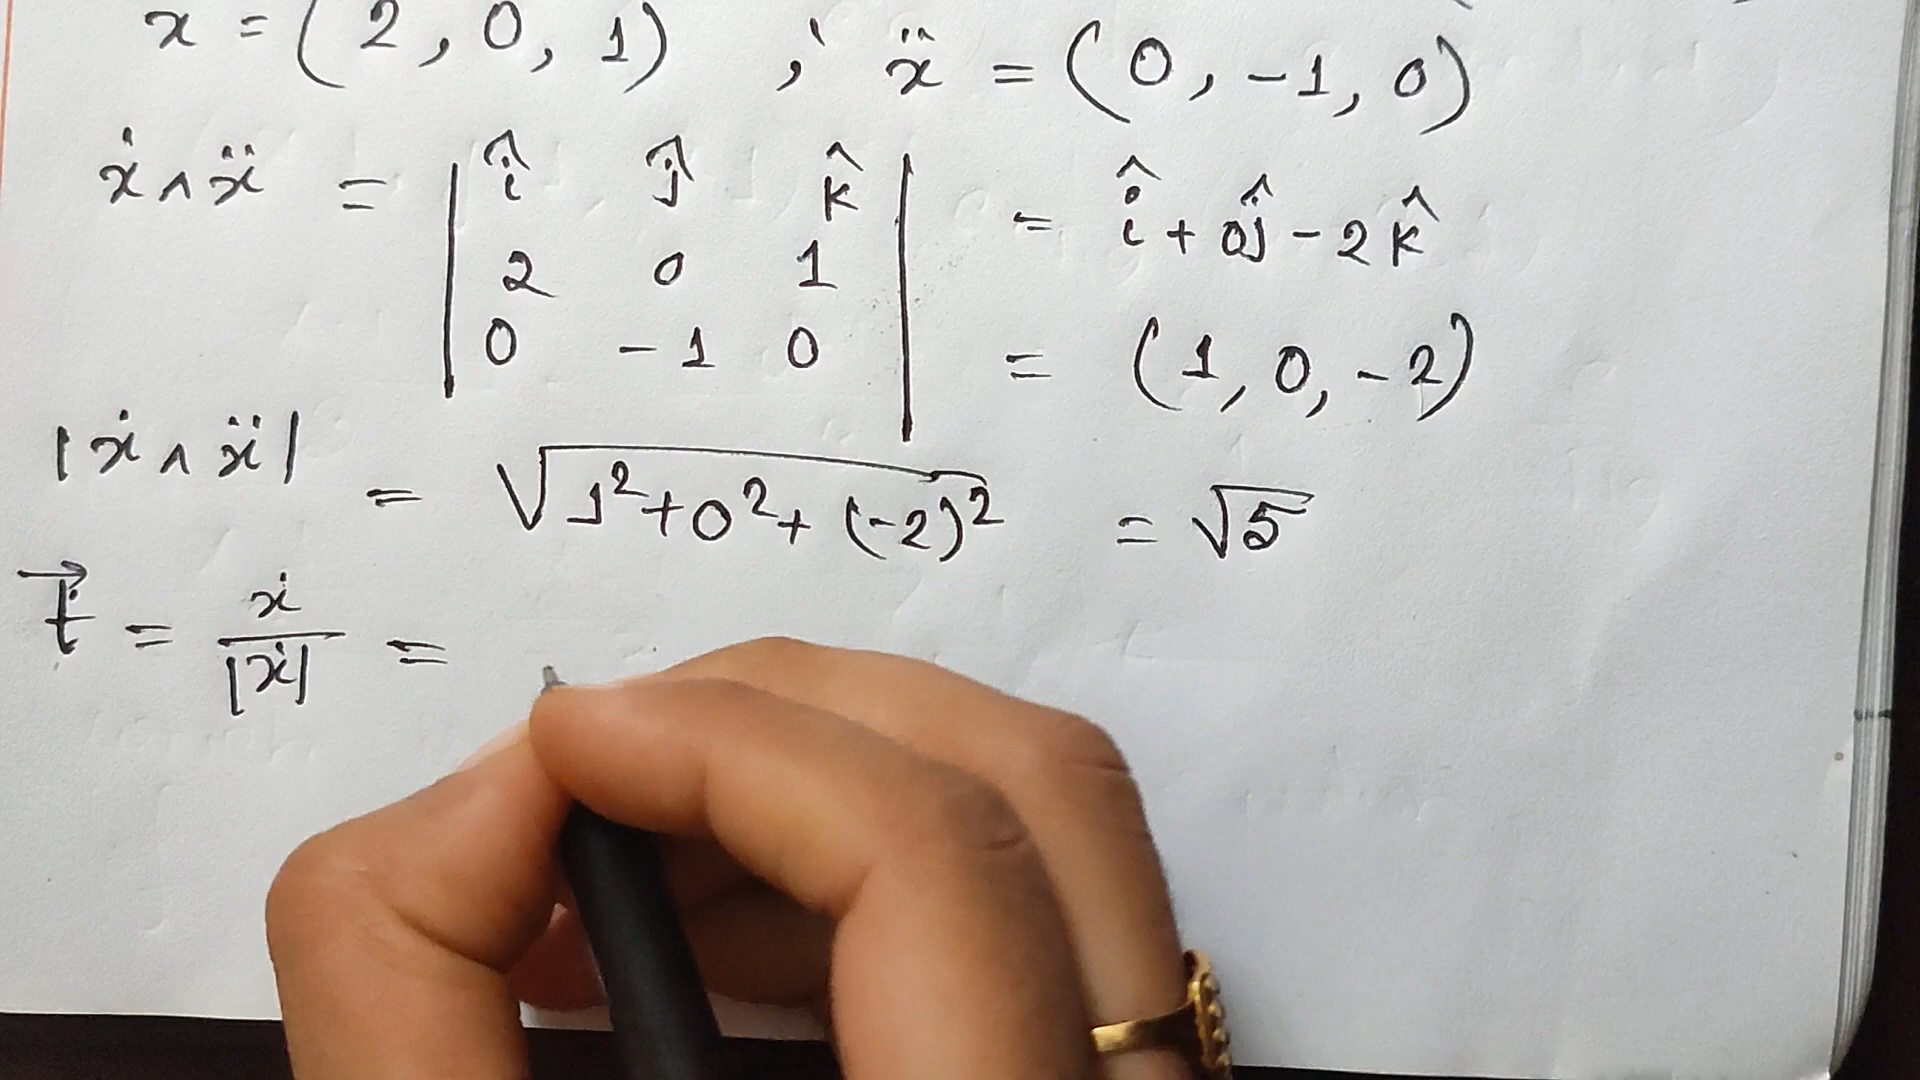 x = (2, 0, 1) ; ẍ = (0, -1, 0)
ẋ ∧ ẍ = | î ĵ k̂ | = î + 0ĵ - 2k̂
2 0 1
0 -1 0 = (1, 0, -2)
|ẋ ∧ ẍ| = √(1² + 0² + (-2)²) = √5
t⃗ = ẋ / |ẋ| =